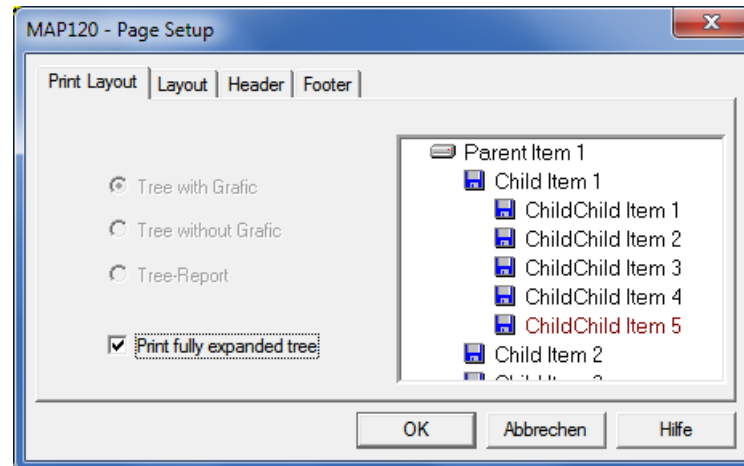 MAP120 - Page Setup
Print Layout
Layout
Header
Footer
Tree with Grafic
Tree without Grafic
Tree-Report
Print fully expanded tree
Parent Item 1
Child Item 1
ChildChild Item 1
ChildChild Item 2
ChildChild Item 3
ChildChild Item 4
ChildChild Item 5
Child Item 2
OK
Abbrechen
Hilfe